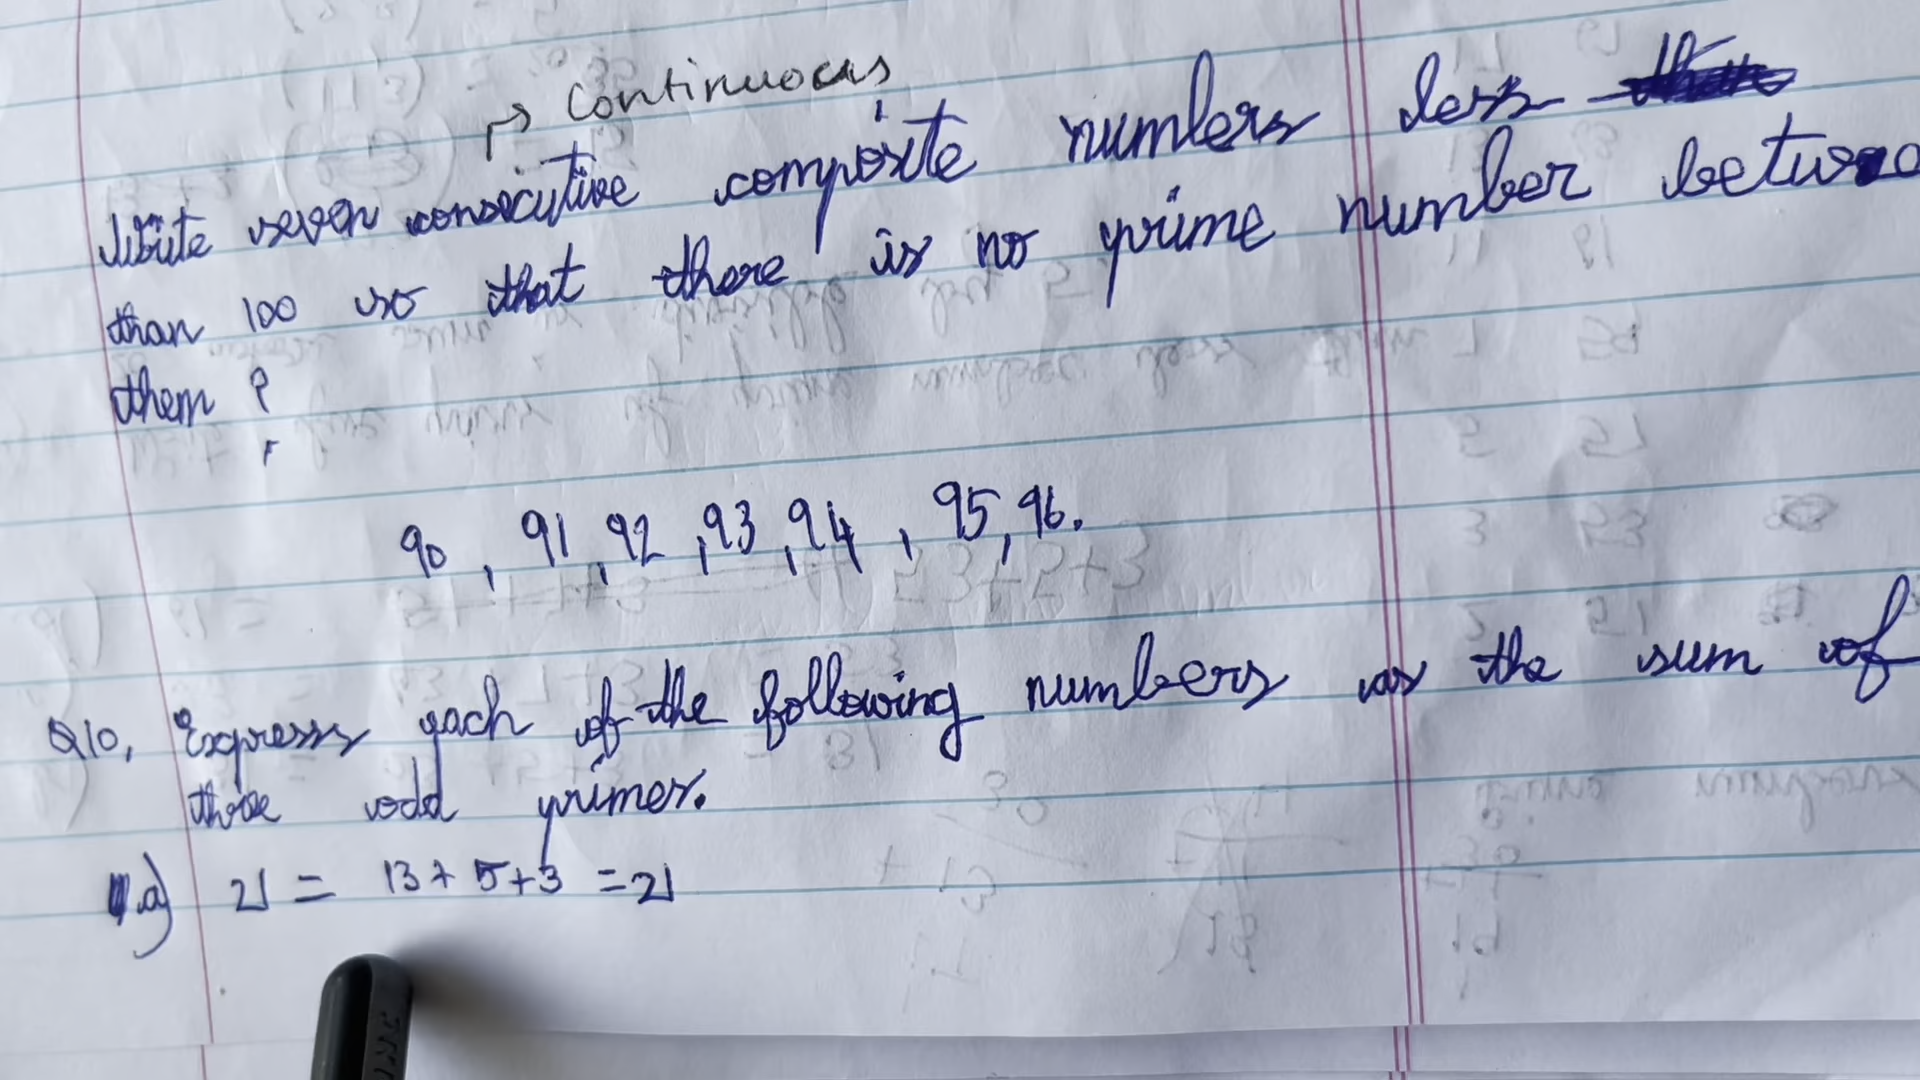 → Continuous
Write seven consecutive composite numbers less
than 100 so that there is no prime number between
them ?
90, 91, 92, 93, 94, 95, 96.
Q10, Express each of the following numbers as the sum of
three odd primes.
a) 21 = 13 + 5 + 3 = 21